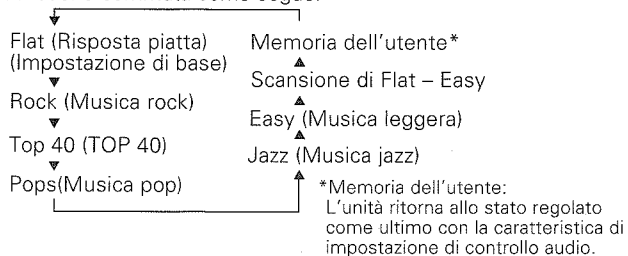 Flat (Risposta piatta)
(Impostazione di base)
Rock (Musica rock)
Top 40 (TOP 40)
Pops(Musica pop)
Jazz (Musica jazz)
Easy (Musica leggera)
Scansione di Flat – Easy
Memoria dell'utente*
*Memoria dell'utente:
L'unità ritorna allo stato regolato
come ultimo con la caratteristica di
impostazione di controllo audio.